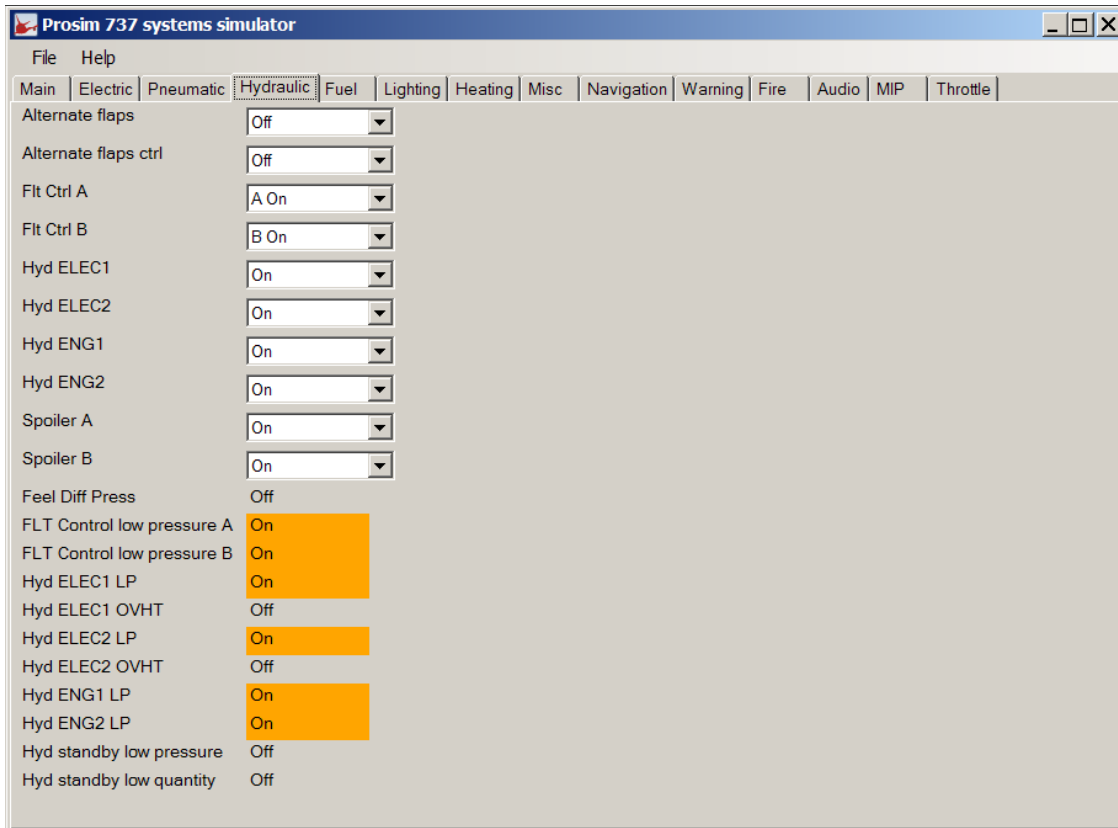 Prosim 737 systems simulator
File Help
Main Electric Pneumatic Hydraulic Fuel Lighting Heating Misc Navigation Warning Fire Audio MIP Throttle
Alternate flaps Off
Alternate flaps ctrl Off
Flt Ctrl A A On
Flt Ctrl B B On
Hyd ELEC1 On
Hyd ELEC2 On
Hyd ENG1 On
Hyd ENG2 On
Spoiler A On
Spoiler B On
Feel Diff Press Off
FLT Control low pressure A On
FLT Control low pressure B On
Hyd ELEC1 LP On
Hyd ELEC1 OVHT Off
Hyd ELEC2 LP On
Hyd ELEC2 OVHT Off
Hyd ENG1 LP On
Hyd ENG2 LP On
Hyd standby low pressure Off
Hyd standby low quantity Off